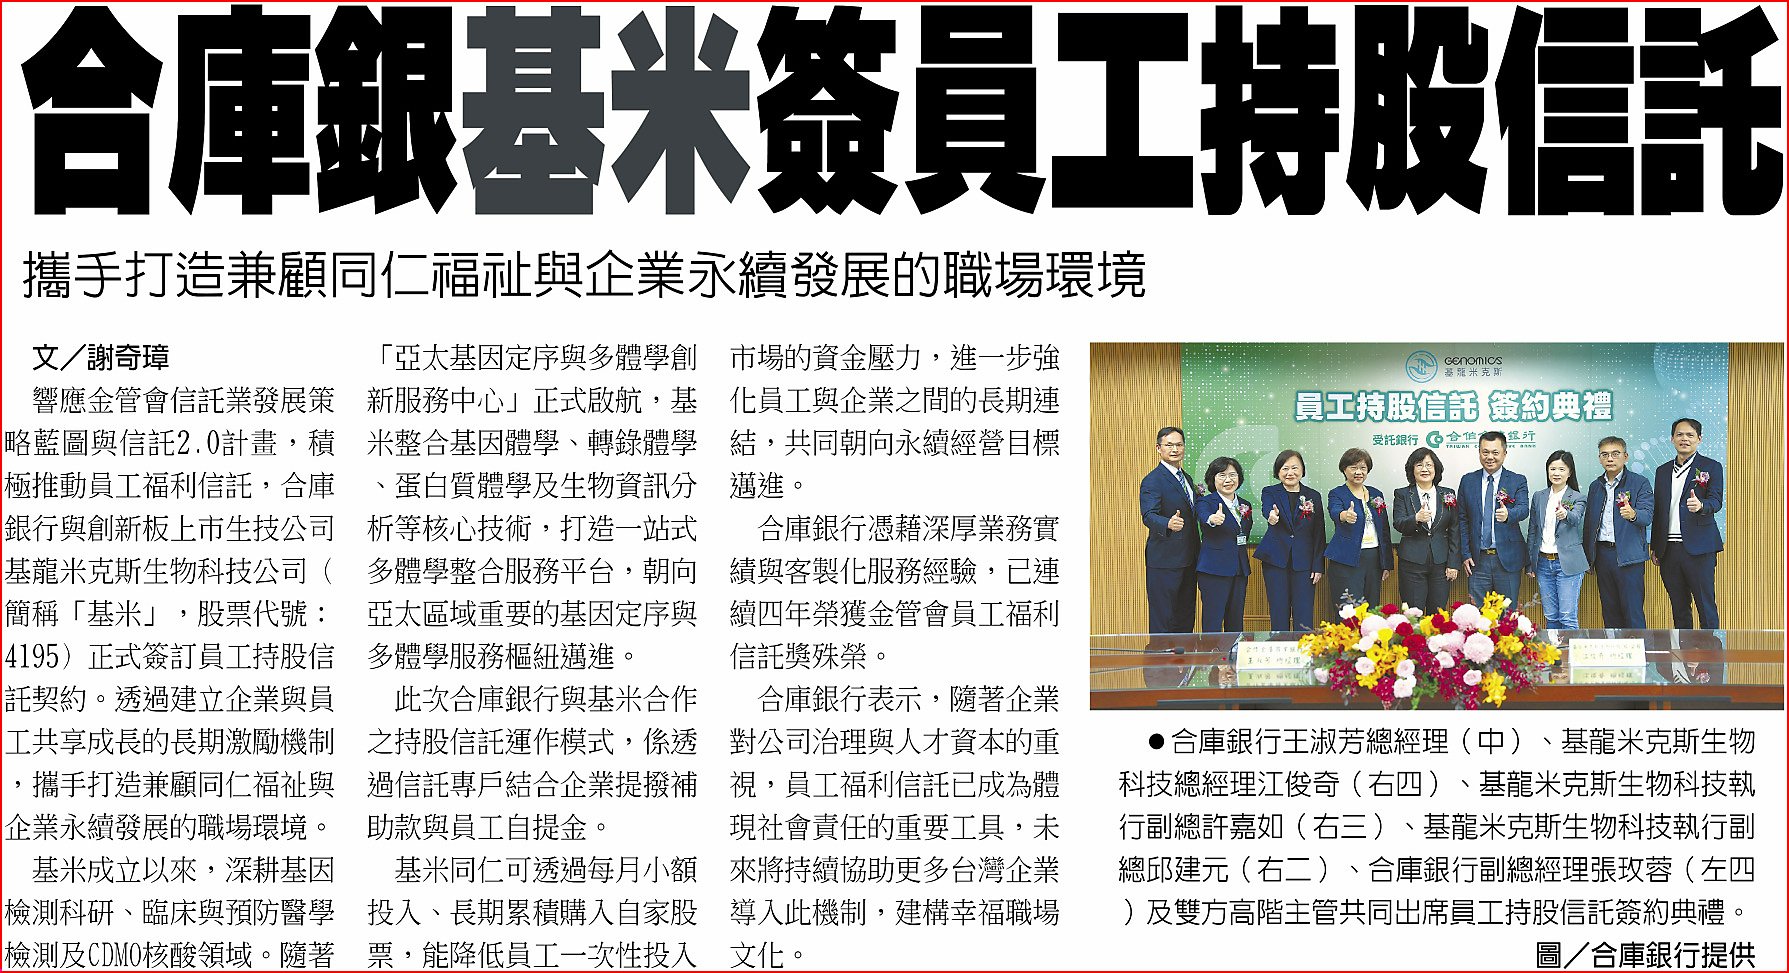 合庫銀基米簽員工持股信託
攜手打造兼顧同仁福祉與企業永續發展的職場環境
文／謝奇璋
響應金管會信託業發展策
略藍圖與信託2.0計畫，積
極推動員工福利信託，合庫
銀行與創新板上市生技公司
基龍米克斯生物科技公司（
簡稱「基米」，股票代號：
4195）正式簽訂員工持股信
託契約。透過建立企業與員
工共享成長的長期激勵機制
，攜手打造兼顧同仁福祉與
企業永續發展的職場環境。
基米成立以來，深耕基因
檢測科研、臨床與預防醫學
檢測及CDMO核酸領域。隨著
「亞太基因定序與多體學創
新服務中心」正式啟航，基
米整合基因體學、轉錄體學
、蛋白質體學及生物資訊分
析等核心技術，打造一站式
多體學整合服務平台，朝向
亞太區域重要的基因定序與
多體學服務樞紐邁進。
此次合庫銀行與基米合作
之持股信託運作模式，係透
過信託專戶結合企業提撥補
助款與員工自提金。
基米同仁可透過每月小額
投入、長期累積購入自家股
票，能降低員工一次性投入
市場的資金壓力，進一步強
化員工與企業之間的長期連
結，共同朝向永續經營目標
邁進。
合庫銀行憑藉深厚業務實
績與客製化服務經驗，已連
續四年榮獲金管會員工福利
信託獎殊榮。
合庫銀行表示，隨著企業
對公司治理與人才資本的重
視，員工福利信託已成為體
現社會責任的重要工具，未
來將持續協助更多台灣企業
導入此機制，建構幸福職場
文化。
GENOMICS
基龍米克斯
員工持股信託 簽約典禮
受託銀行
●合庫銀行王淑芳總經理（中）、基龍米克斯生物
科技總經理江俊奇（右四）、基龍米克斯生物科技執
行副總許嘉如（右三）、基龍米克斯生物科技執行副
總邱建元（右二）、合庫銀行副總經理張玫蓉（左四
）及雙方高階主管共同出席員工持股信託簽約典禮。
圖／合庫銀行提供